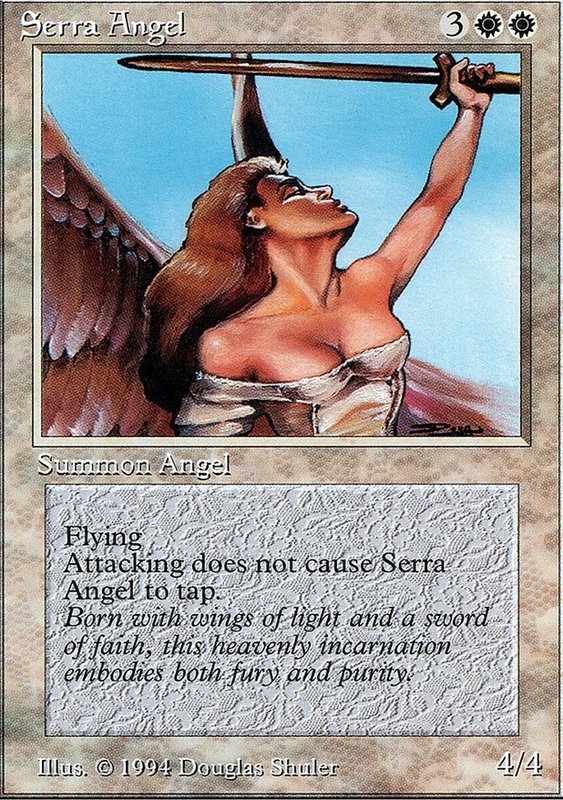 Serra Angel 3
Summon Angel
Flying
Attacking does not cause Serra
Angel to tap.
Born with wings of light and a sword
of faith, this heavenly incarnation
embodies both fury and purity.
Illus. © 1994 Douglas Shuler 4/4